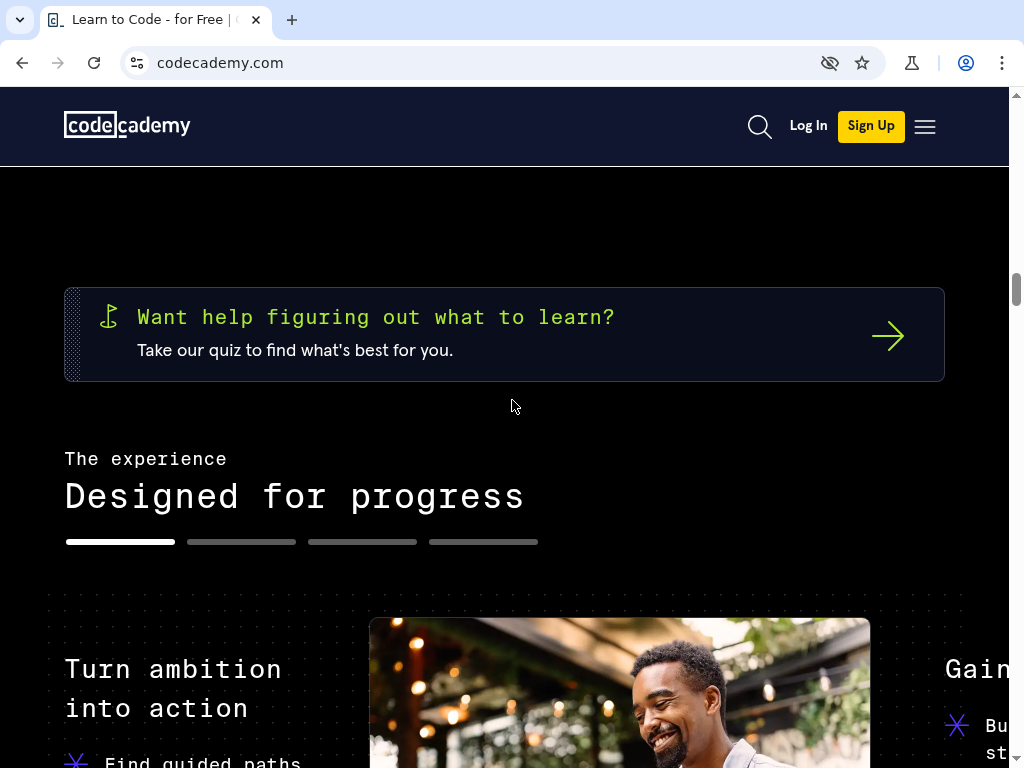 Learn to Code - for Free |
codecademy.com
codecademy
Log In
Sign Up
Want help figuring out what to learn?
Take our quiz to find what's best for you.
The experience
Designed for progress
Turn ambition
into action
Find guided paths
Gain
Bu
st